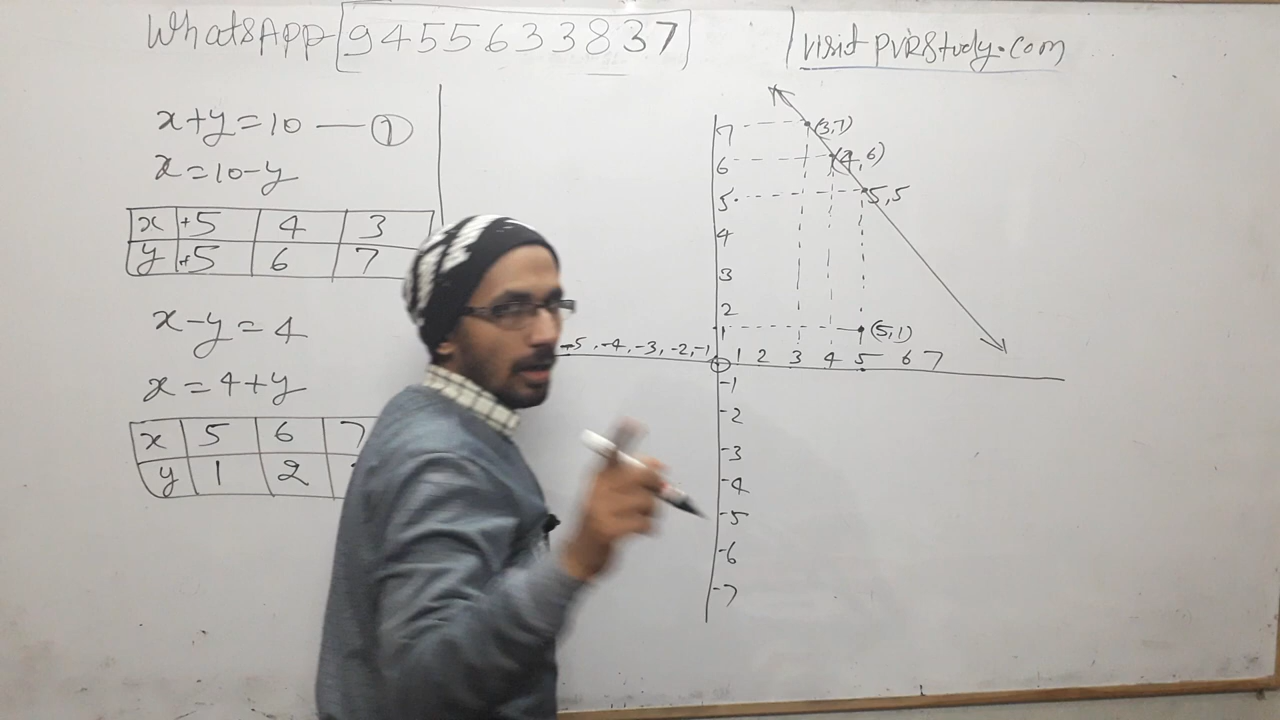 WhatsApp 9455633837
visit PVRStudy.com
x+y=10 — 1
x=10-y
x +5 4 3
y +5 6 7
x-y=4
x=4+y
x 5 6 7
y 1 2
7 (3,7)
6 (4,6)
5 5,5
4
3
2
1 (5,1)
-5, -4, -3, -2, -1 1 2 3 4 5 6 7
-1
-2
-3
-4
-5
-6
-7